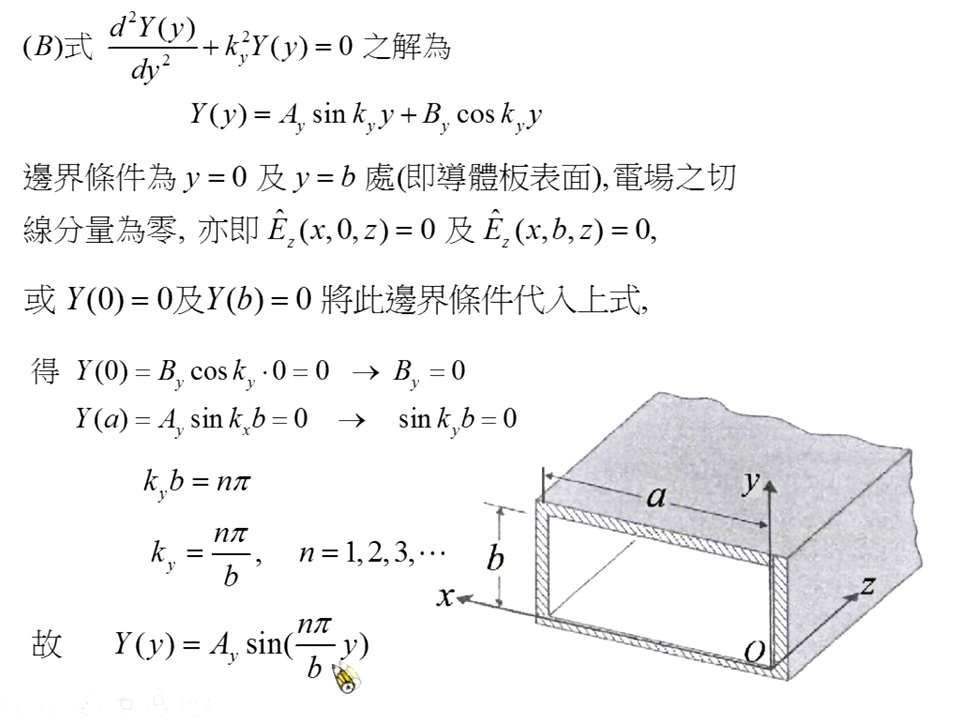 (B)式 d²Y(y)/dy² + k_y²Y(y) = 0 之解為
Y(y) = A_y sin k_y y + B_y cos k_y y
邊界條件為 y = 0 及 y = b 處(即導體板表面),電場之切
線分量為零, 亦即 Ê_z(x,0,z) = 0 及 Ê_z(x,b,z) = 0,
或 Y(0) = 0及Y(b) = 0 將此邊界條件代入上式,
得 Y(0) = B_y cos k_y · 0 = 0 → B_y = 0
Y(a) = A_y sin k_x b = 0 → sin k_y b = 0
k_y b = nπ
k_y = nπ/b, n = 1,2,3,⋯
故 Y(y) = A_y sin(nπ/b y)
a
y
b
x
z
O